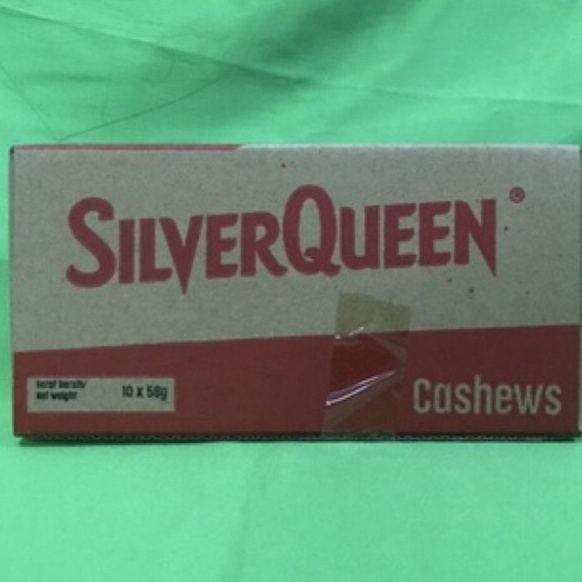 SILVERQUEEN®
Berat Bersih/
Net weight
10 x 58g
Cashews